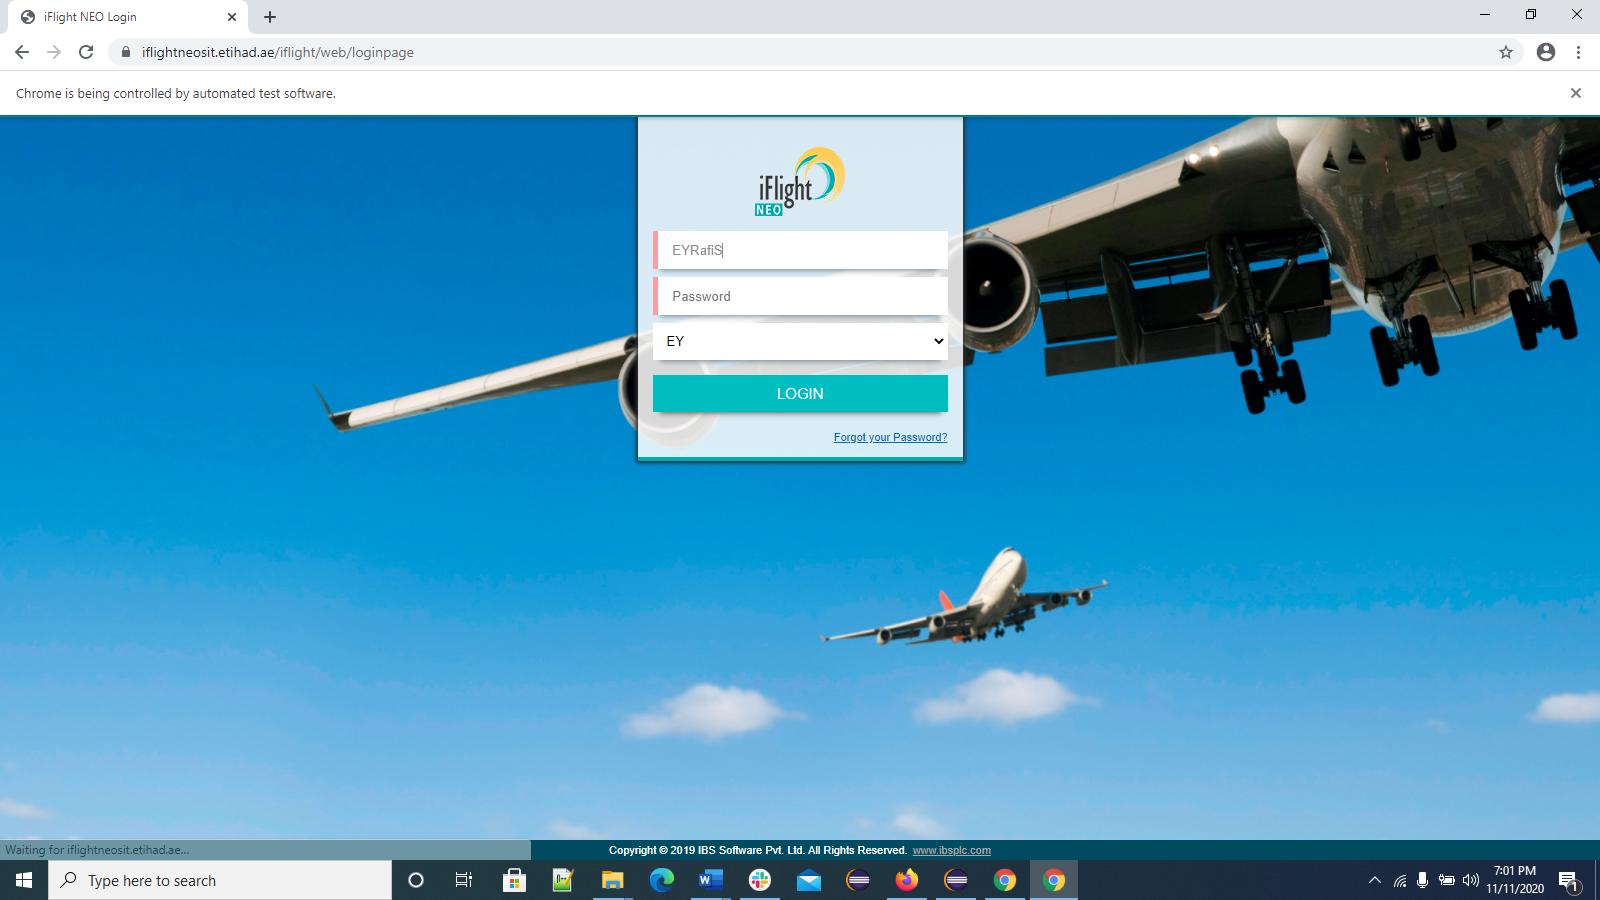 iFlight NEO Login
iflightneosit.etihad.ae/iflight/web/loginpage
Chrome is being controlled by automated test software.
iFlight
NEO
EYRafiS
Password
EY
LOGIN
Forgot your Password?
Waiting for iflightneosit.etihad.ae...
Copyright © 2019 IBS Software Pvt. Ltd. All Rights Reserved. www.ibsplc.com
Type here to search
7:01 PM
11/11/2020
1